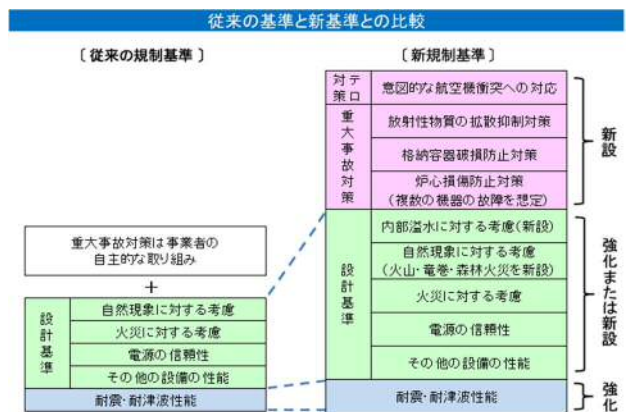 従来の基準と新基準との比較
〔 従来の規制基準 〕
重大事故対策は事業者の
自主的な取り組み
+
設計基準
自然現象に対する考慮
火災に対する考慮
電源の信頼性
その他の設備の性能
耐震・耐津波性能
〔 新規制基準 〕
テロ対策
意図的な航空機衝突への対応
重大事故対策
放射性物質の拡散抑制対策
格納容器破損防止対策
炉心損傷防止対策
(複数の機器の故障を想定)
設計基準
内部溢水に対する考慮(新設)
自然現象に対する考慮
(火山・竜巻・森林火災を新設)
火災に対する考慮
電源の信頼性
その他の設備の性能
耐震・耐津波性能
新設
強化または新設
強化